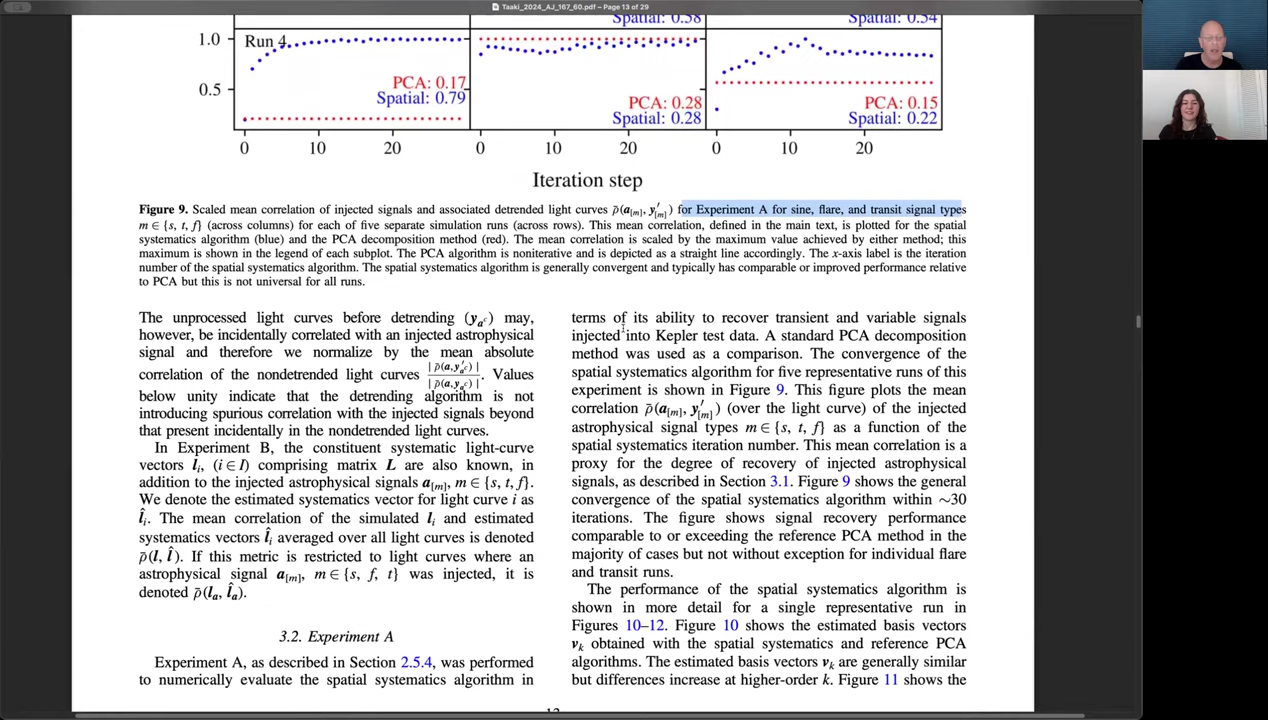 Taaki_2024_AJ_167_60.pdf – Page 13 of 29
Spatial: 0.58
Spatial: 0.54
1.0
Run 4
0.5
PCA: 0.17
Spatial: 0.79
PCA: 0.28
Spatial: 0.28
PCA: 0.15
Spatial: 0.22
0 10 20 0 10 20 0 10 20
Iteration step
Figure 9. Scaled mean correlation of injected signals and associated detrended light curves ρ̄(a[m], y′[m]) for Experiment A for sine, flare, and transit signal types
m ∈ {s, t, f} (across columns) for each of five separate simulation runs (across rows). This mean correlation, defined in the main text, is plotted for the spatial
systematics algorithm (blue) and the PCA decomposition method (red). The mean correlation is scaled by the maximum value achieved by either method; this
maximum is shown in the legend of each subplot. The PCA algorithm is noniterative and is depicted as a straight line accordingly. The x-axis label is the iteration
number of the spatial systematics algorithm. The spatial systematics algorithm is generally convergent and typically has comparable or improved performance relative
to PCA but this is not universal for all runs.
The unprocessed light curves before detrending (y_a^c) may,
however, be incidentally correlated with an injected astrophysical
signal and therefore we normalize by the mean absolute
correlation of the nondetrended light curves |ρ̄(a,y′_a^c)| / |ρ̄(a,y_a^c)|. Values
below unity indicate that the detrending algorithm is not
introducing spurious correlation with the injected signals beyond
that present incidentally in the nondetrended light curves.
In Experiment B, the constituent systematic light-curve
vectors l_i, (i ∈ I) comprising matrix L are also known, in
addition to the injected astrophysical signals a[m], m ∈ {s, t, f}.
We denote the estimated systematics vector for light curve i as
l̂_i. The mean correlation of the simulated l_i and estimated
systematics vectors l̂_i averaged over all light curves is denoted
ρ̄(l, l̂). If this metric is restricted to light curves where an
astrophysical signal a[m], m ∈ {s, f, t} was injected, it is
denoted ρ̄(l_a, l̂_a).
3.2. Experiment A
Experiment A, as described in Section 2.5.4, was performed
to numerically evaluate the spatial systematics algorithm in
terms of its ability to recover transient and variable signals
injected into Kepler test data. A standard PCA decomposition
method was used as a comparison. The convergence of the
spatial systematics algorithm for five representative runs of this
experiment is shown in Figure 9. This figure plots the mean
correlation ρ̄(a[m], y′[m]) (over the light curve) of the injected
astrophysical signal types m ∈ {s, t, f} as a function of the
spatial systematics iteration number. This mean correlation is a
proxy for the degree of recovery of injected astrophysical
signals, as described in Section 3.1. Figure 9 shows the general
convergence of the spatial systematics algorithm within ∼30
iterations. The figure shows signal recovery performance
comparable to or exceeding the reference PCA method in the
majority of cases but not without exception for individual flare
and transit runs.
The performance of the spatial systematics algorithm is
shown in more detail for a single representative run in
Figures 10–12. Figure 10 shows the estimated basis vectors
v_k obtained with the spatial systematics and reference PCA
algorithms. The estimated basis vectors v_k are generally similar
but differences increase at higher-order k. Figure 11 shows the